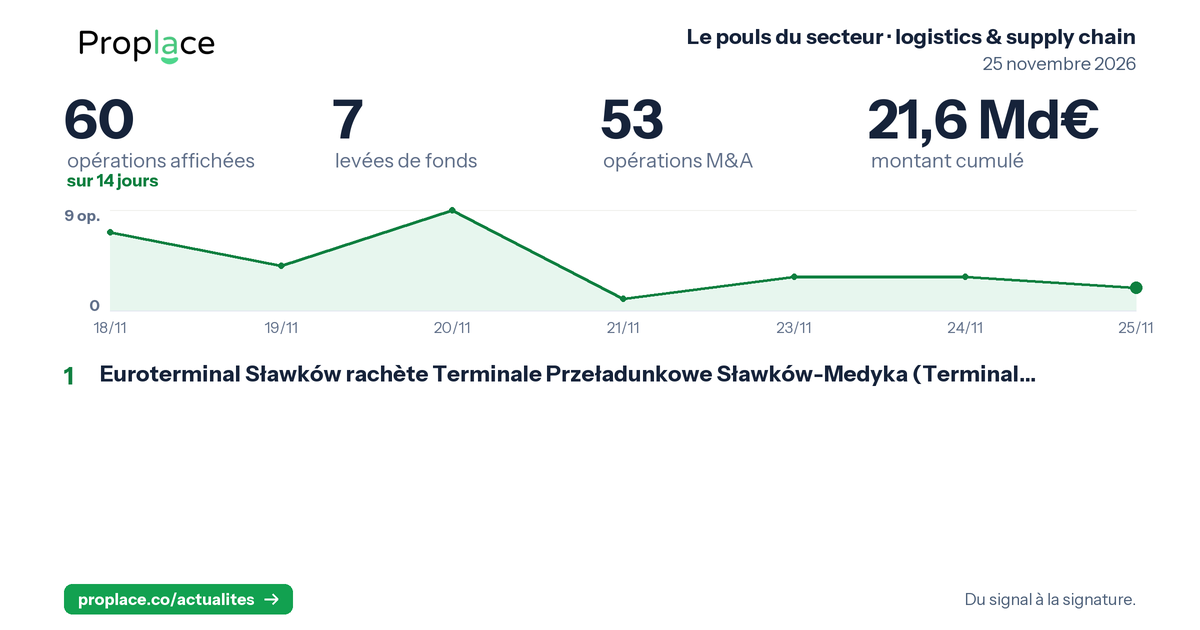 Proplace
Le pouls du secteur · logistics & supply chain
25 novembre 2026
60
opérations affichées
sur 14 jours
7
levées de fonds
53
opérations M&A
21,6 Md€
montant cumulé
9 op.
0
18/11 19/11 20/11 21/11 23/11 24/11 25/11
1 Euroterminal Sławków rachète Terminale Przeładunkowe Sławków-Medyka (Terminal...
proplace.co/actualites →
Du signal à la signature.